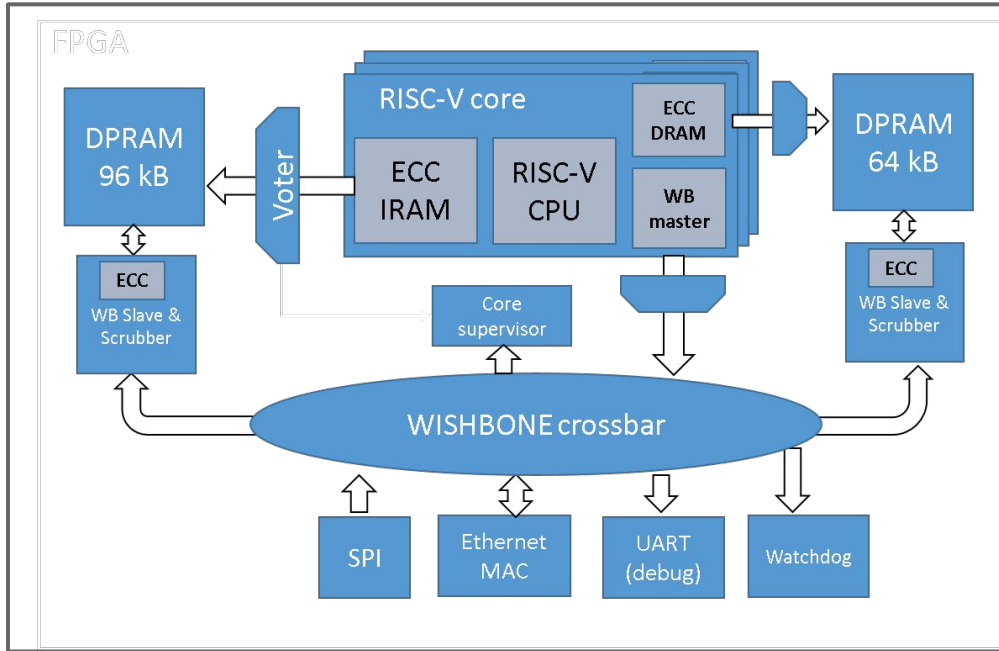 FPGA
DPRAM
96 kB
Voter
RISC-V core
ECC
IRAM
RISC-V
CPU
ECC
DRAM
WB
master
DPRAM
64 kB
ECC
WB Slave &
Scrubber
Core
supervisor
ECC
WB Slave &
Scrubber
WISHBONE crossbar
SPI
Ethernet
MAC
UART
(debug)
Watchdog